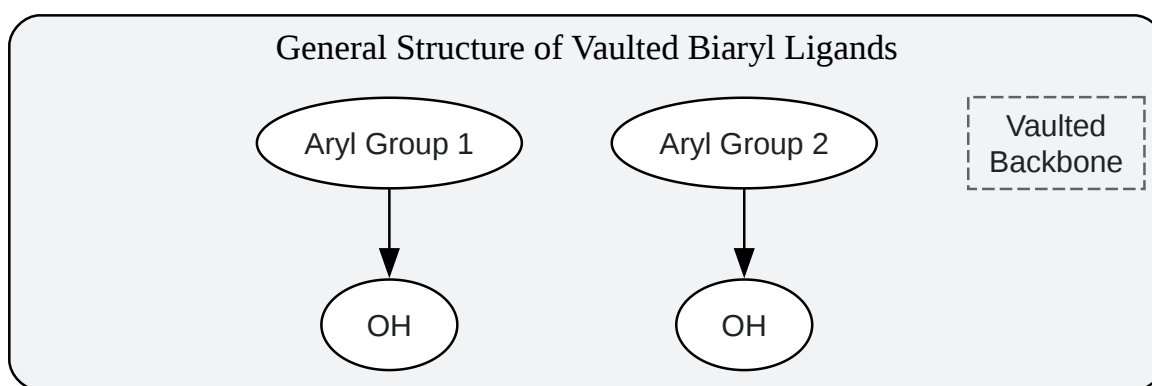 General Structure of Vaulted Biaryl Ligands
Aryl Group 1
Aryl Group 2
Vaulted
Backbone
OH
OH